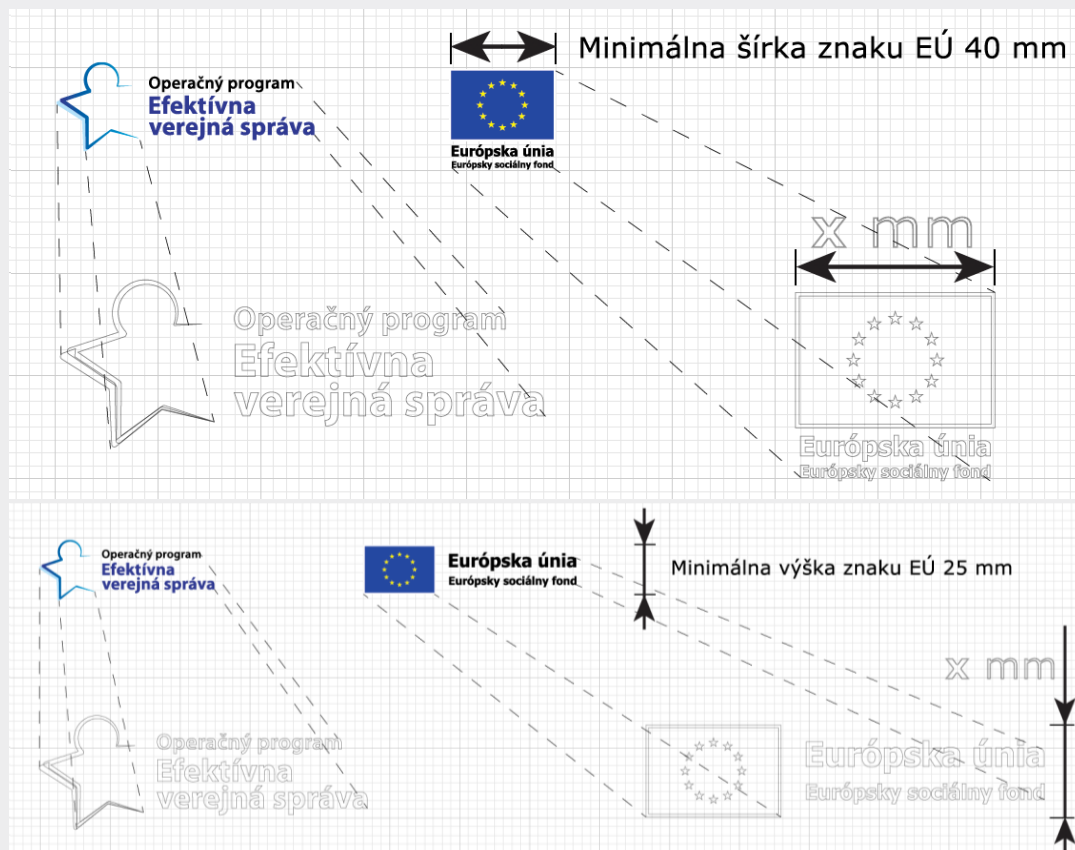 Minimálna šírka znaku EÚ 40 mm
Operačný program
Efektívna
verejná správa
Európska únia
Európsky sociálny fond
x mm
Operačný program
Efektívna
verejná správa
Európska únia
Európsky sociálny fond
Operačný program
Efektívna
verejná správa
Európska únia
Európsky sociálny fond
Minimálna výška znaku EÚ 25 mm
x mm
Operačný program
Efektívna
verejná správa
Európska únia
Európsky sociálny fond